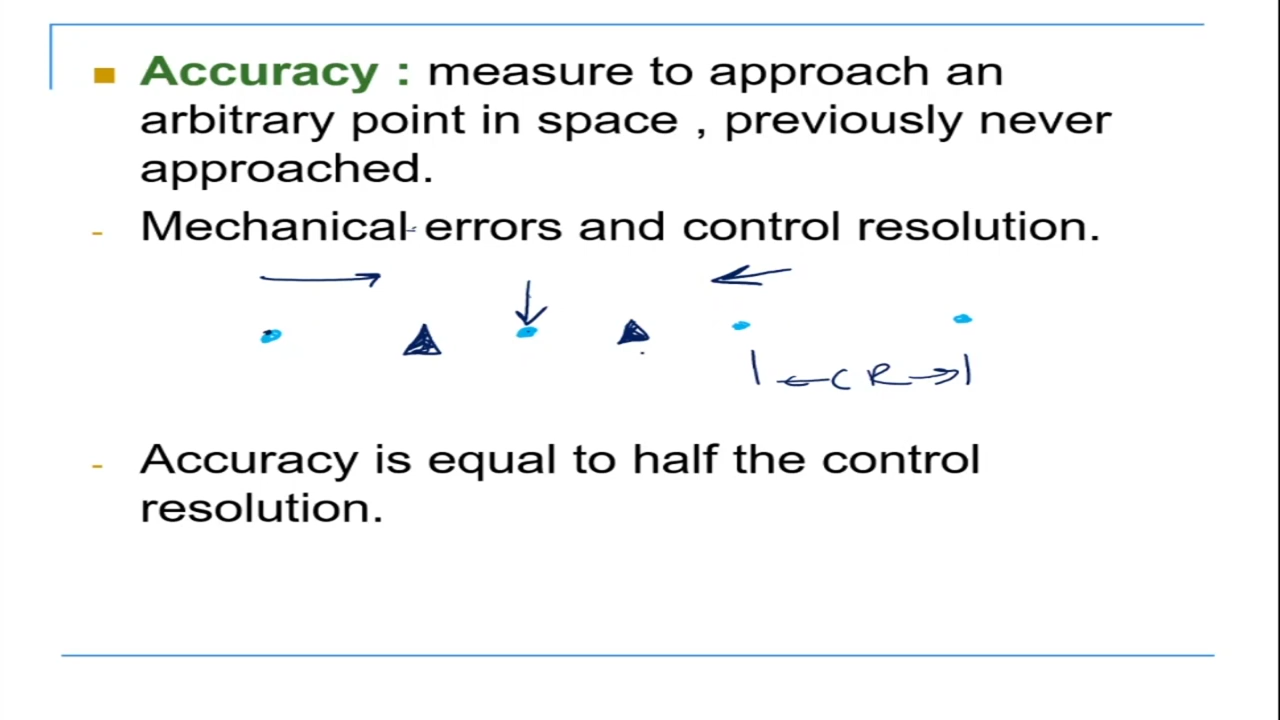 Accuracy : measure to approach an
arbitrary point in space , previously never
approached.
- Mechanical errors and control resolution.
CR
- Accuracy is equal to half the control
resolution.